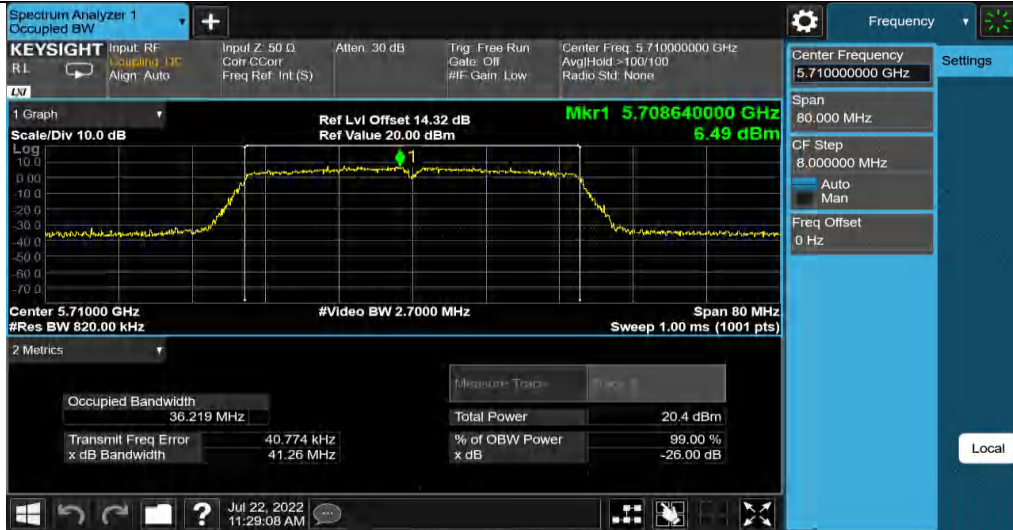 Spectrum Analyzer 1
Occupied BW
Frequency
KEYSIGHT
RL
LNI
Input: RF
Coupling: DC
Align: Auto
Input Z: 50 Ω
Corr CCorr
Freq Ref: Int (S)
Atten: 30 dB
Trig: Free Run
Gate: Off
#IF Gain: Low
Center Freq: 5.710000000 GHz
Avg|Hold >100/100
Radio Std: None
1 Graph
Scale/Div 10.0 dB
Ref Lvl Offset 14.32 dB
Ref Value 20.00 dBm
Mkr1 5.708640000 GHz
6.49 dBm
Log
10.0
0.00
-10.0
-20.0
-30.0
-40.0
-50.0
-60.0
-70.0
1
Center 5.71000 GHz
#Res BW 820.00 kHz
#Video BW 2.7000 MHz
Span 80 MHz
Sweep 1.00 ms (1001 pts)
2 Metrics
Measure Trace
Occupied Bandwidth
36.219 MHz
Total Power 20.4 dBm
Transmit Freq Error 40.774 kHz
% of OBW Power 99.00 %
x dB Bandwidth 41.26 MHz
x dB -26.00 dB
Center Frequency
5.710000000 GHz
Settings
Span
80.000 MHz
CF Step
8.000000 MHz
Auto
Man
Freq Offset
0 Hz
Local
?
Jul 22, 2022
11:29:08 AM